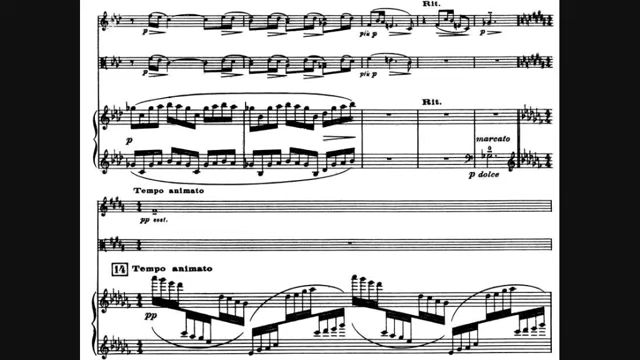 Rit.
p
più p
p
p
più p
Rit.
p
marcato
p dolce
Tempo animato
pp sost.
14 Tempo animato
pp